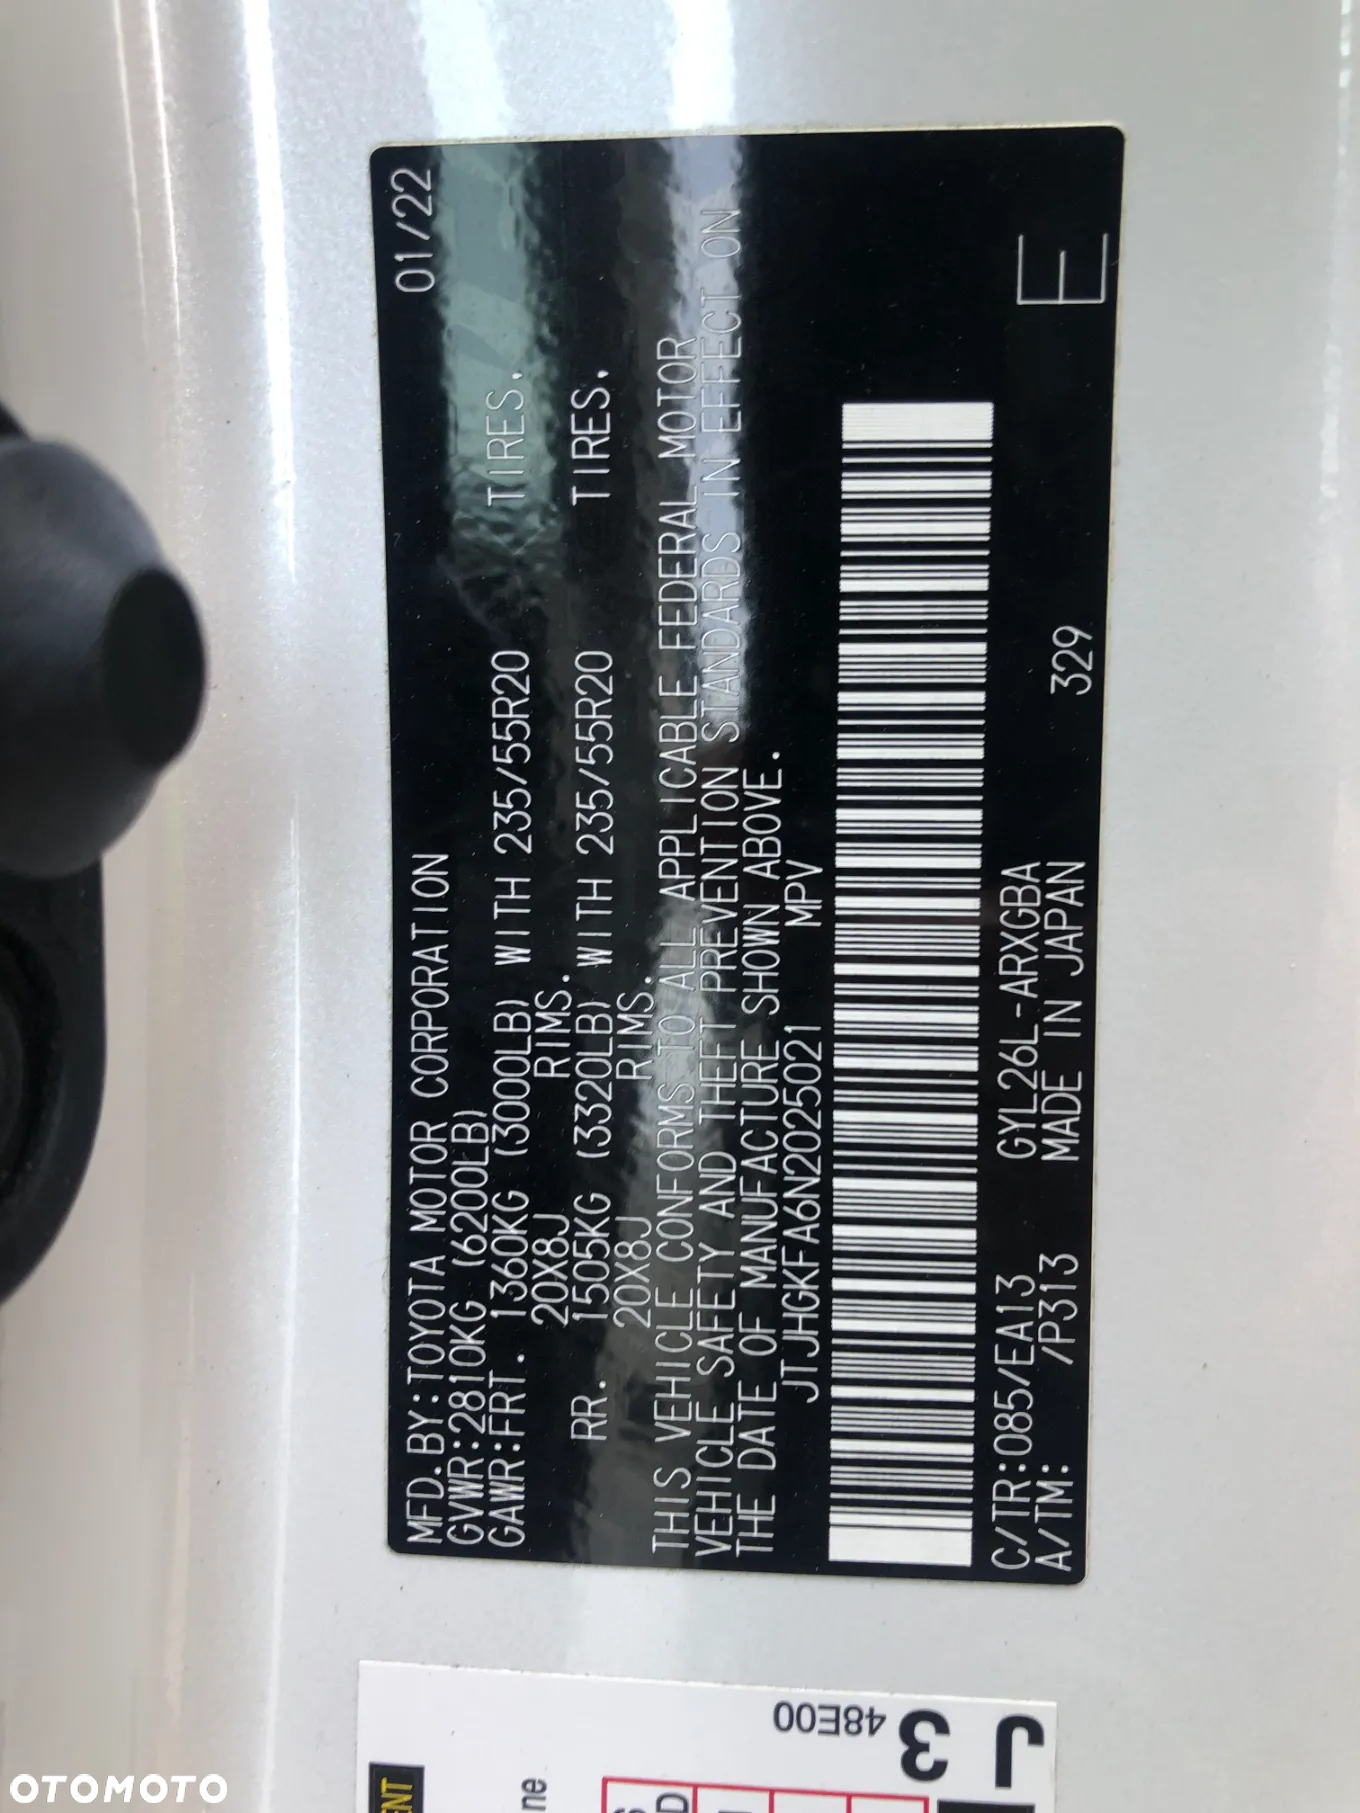 MFD.BY:TOYOTA MOTOR CORPORATION 01/22
GVWR:2810KG (6200LB)
GAWR:FRT. 1360KG (3000LB) WITH 235/55R20 TIRES.
20X8J RIMS.
RR. 1505KG (3320LB) WITH 235/55R20 TIRES.
20X8J RIMS.
THIS VEHICLE CONFORMS TO ALL APPLICABLE FEDERAL MOTOR
VEHICLE SAFETY AND THEFT PREVENTION STANDARDS IN EFFECT ON
THE DATE OF MANUFACTURE SHOWN ABOVE.
JTJHGKFA6N2025021 MPV
C/TR:085/EA13 GYL26L-ARXGBA
A/TM: /P313 MADE IN JAPAN 329 E
48E00
3
J
OTOMOTO